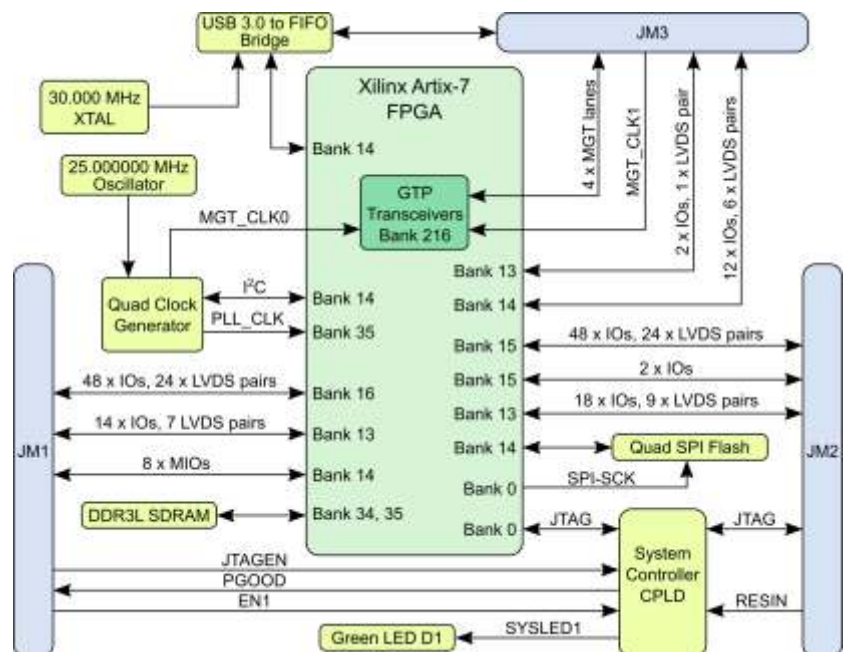 USB 3.0 to FIFO
Bridge
JM3
30.000 MHz
XTAL
Xilinx Artix-7
FPGA
4 x MGT lanes
MGT_CLK1
2 x IOs, 1 x LVDS pair
12 x IOs, 6 x LVDS pairs
Bank 14
25.000000 MHz
Oscillator
GTP
Transceivers
Bank 216
MGT_CLK0
Bank 13
Quad Clock
Generator
I²C
Bank 14
Bank 14
PLL_CLK
Bank 35
Bank 15
48 x IOs, 24 x LVDS pairs
48 x IOs, 24 x LVDS pairs
Bank 16
Bank 15
2 x IOs
14 x IOs, 7 LVDS pairs
Bank 13
Bank 13
18 x IOs, 9 x LVDS pairs
JM1
8 x MIOs
Bank 14
Bank 14
Quad SPI Flash
JM2
Bank 0
SPI-SCK
DDR3L SDRAM
Bank 34, 35
Bank 0
JTAG
System
Controller
CPLD
JTAG
JTAGEN
PGOOD
EN1
RESIN
Green LED D1
SYSLED1